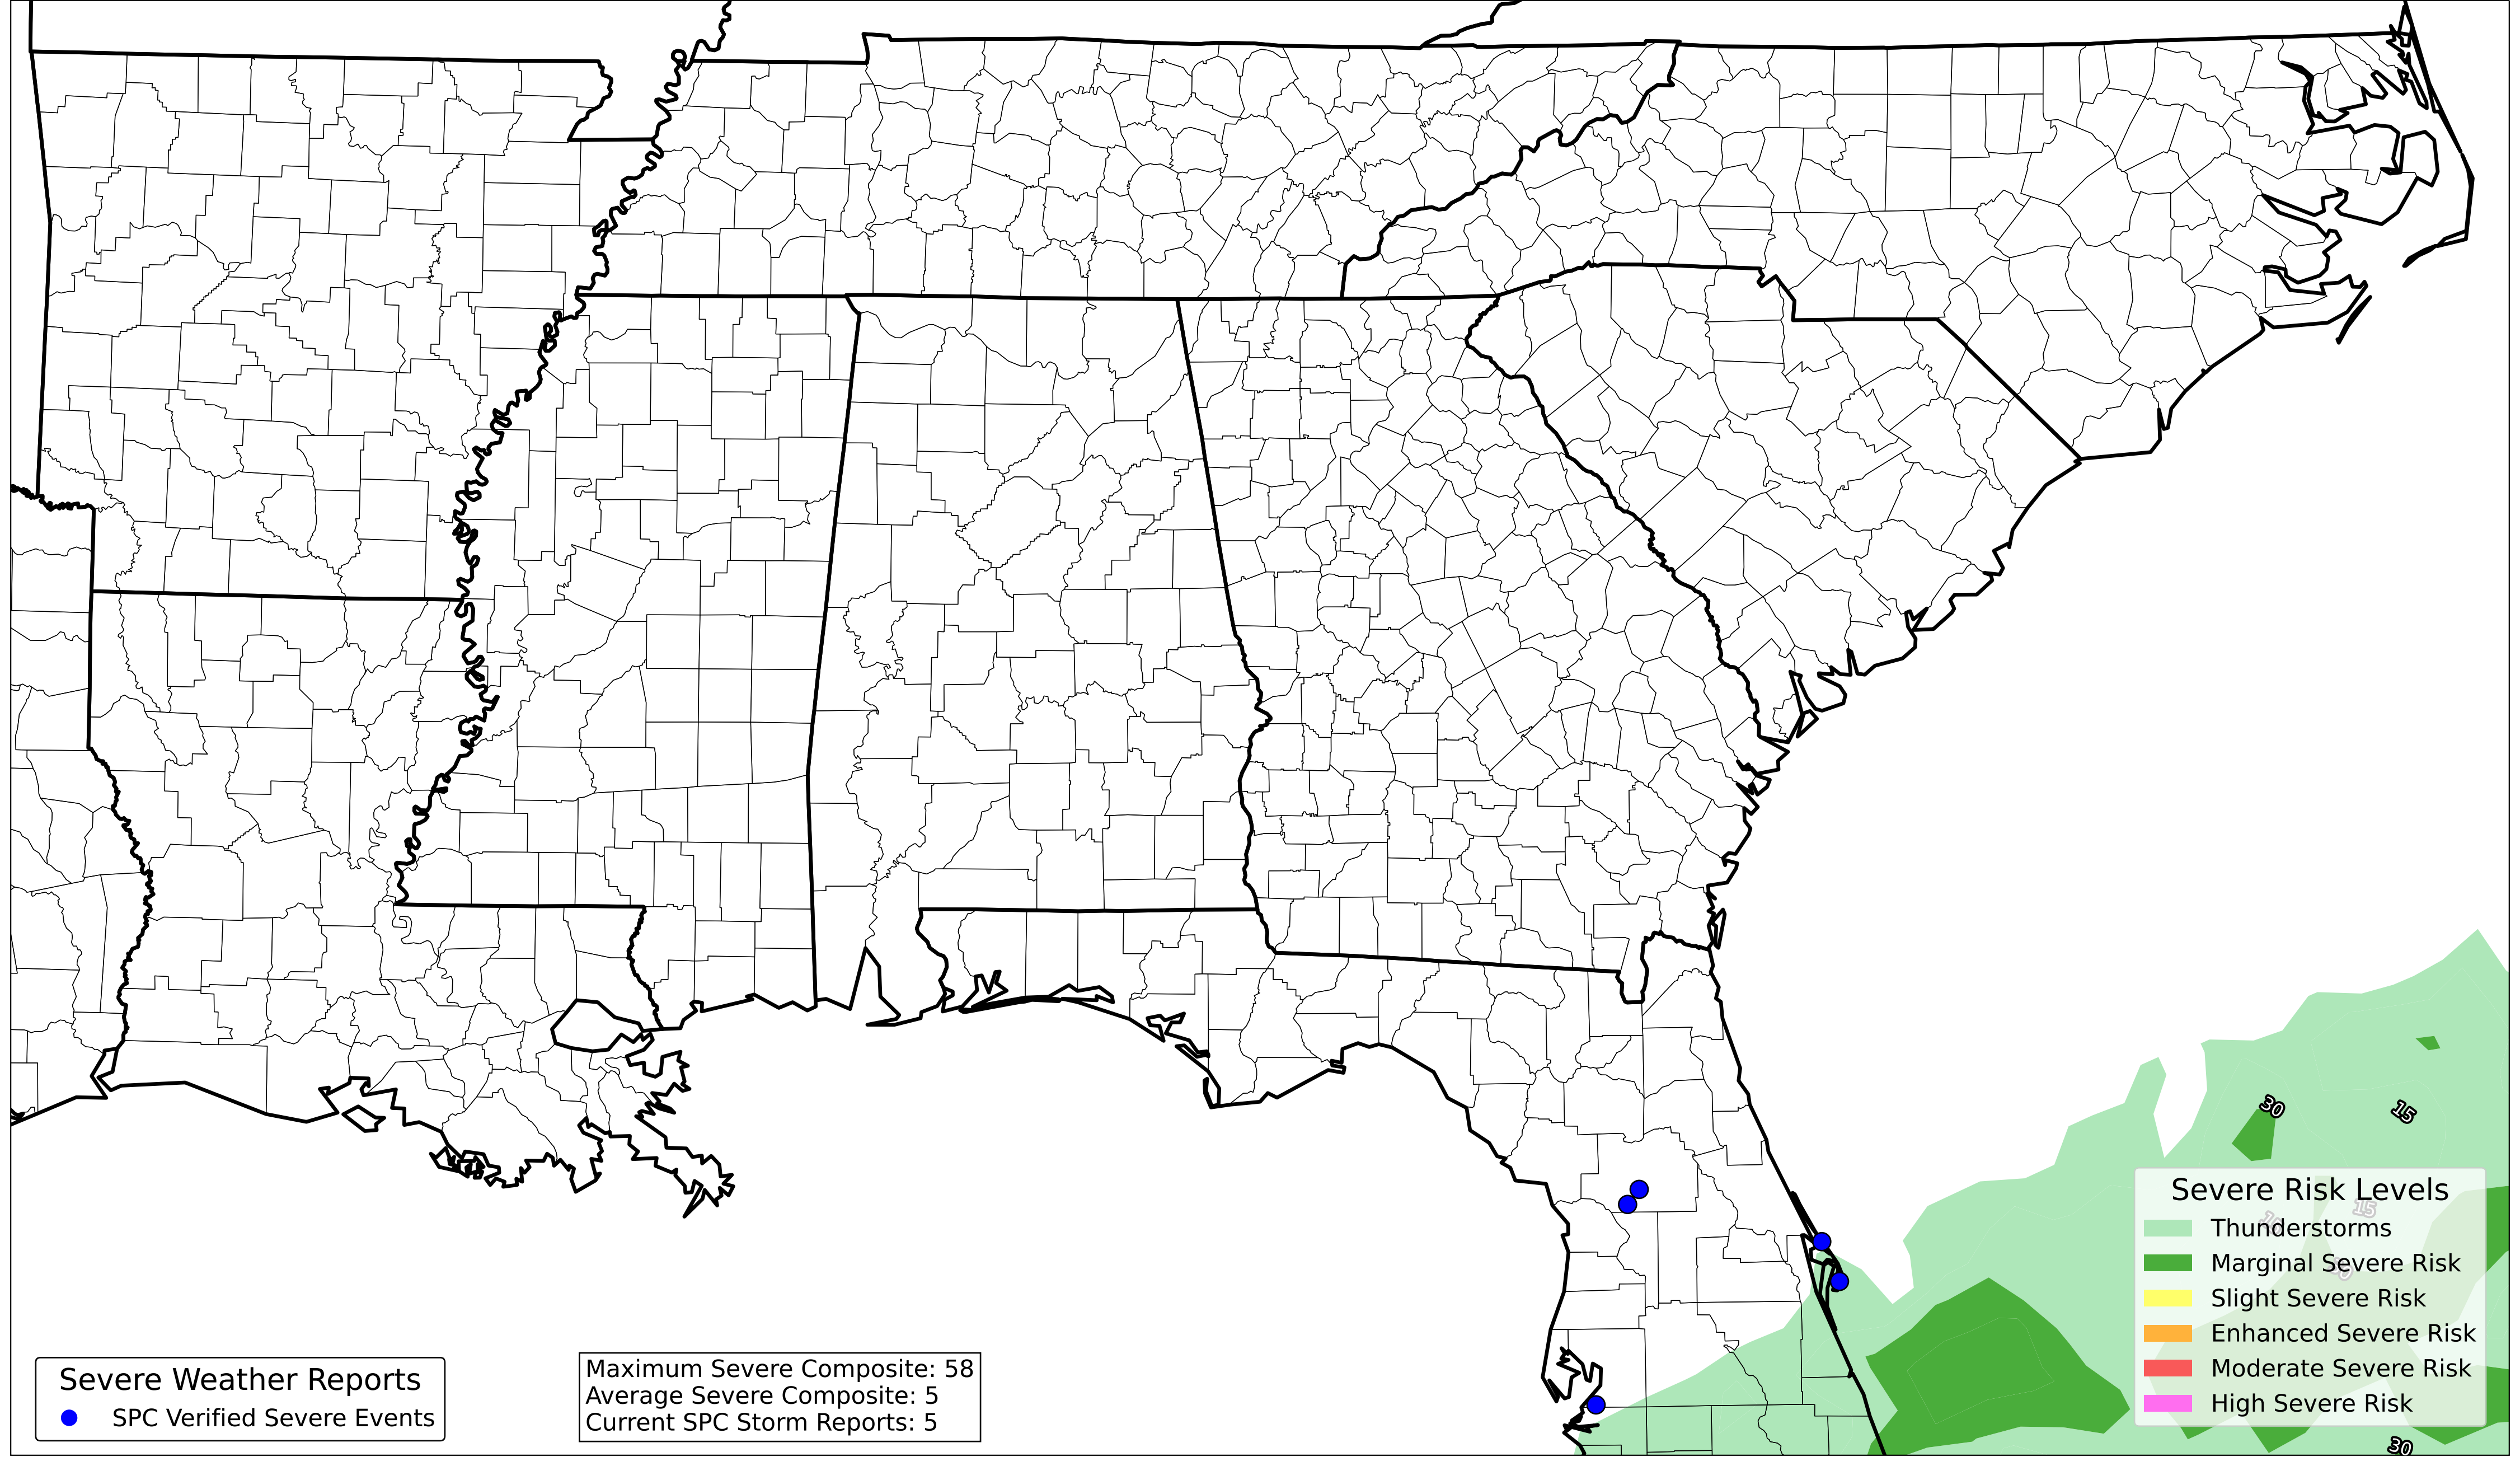 30
15
Severe Risk Levels
15
Thunderstorms
Marginal Severe Risk
Slight Severe Risk
Enhanced Severe Risk
Moderate Severe Risk
High Severe Risk
30
Severe Weather Reports
SPC Verified Severe Events
Maximum Severe Composite: 58
Average Severe Composite: 5
Current SPC Storm Reports: 5